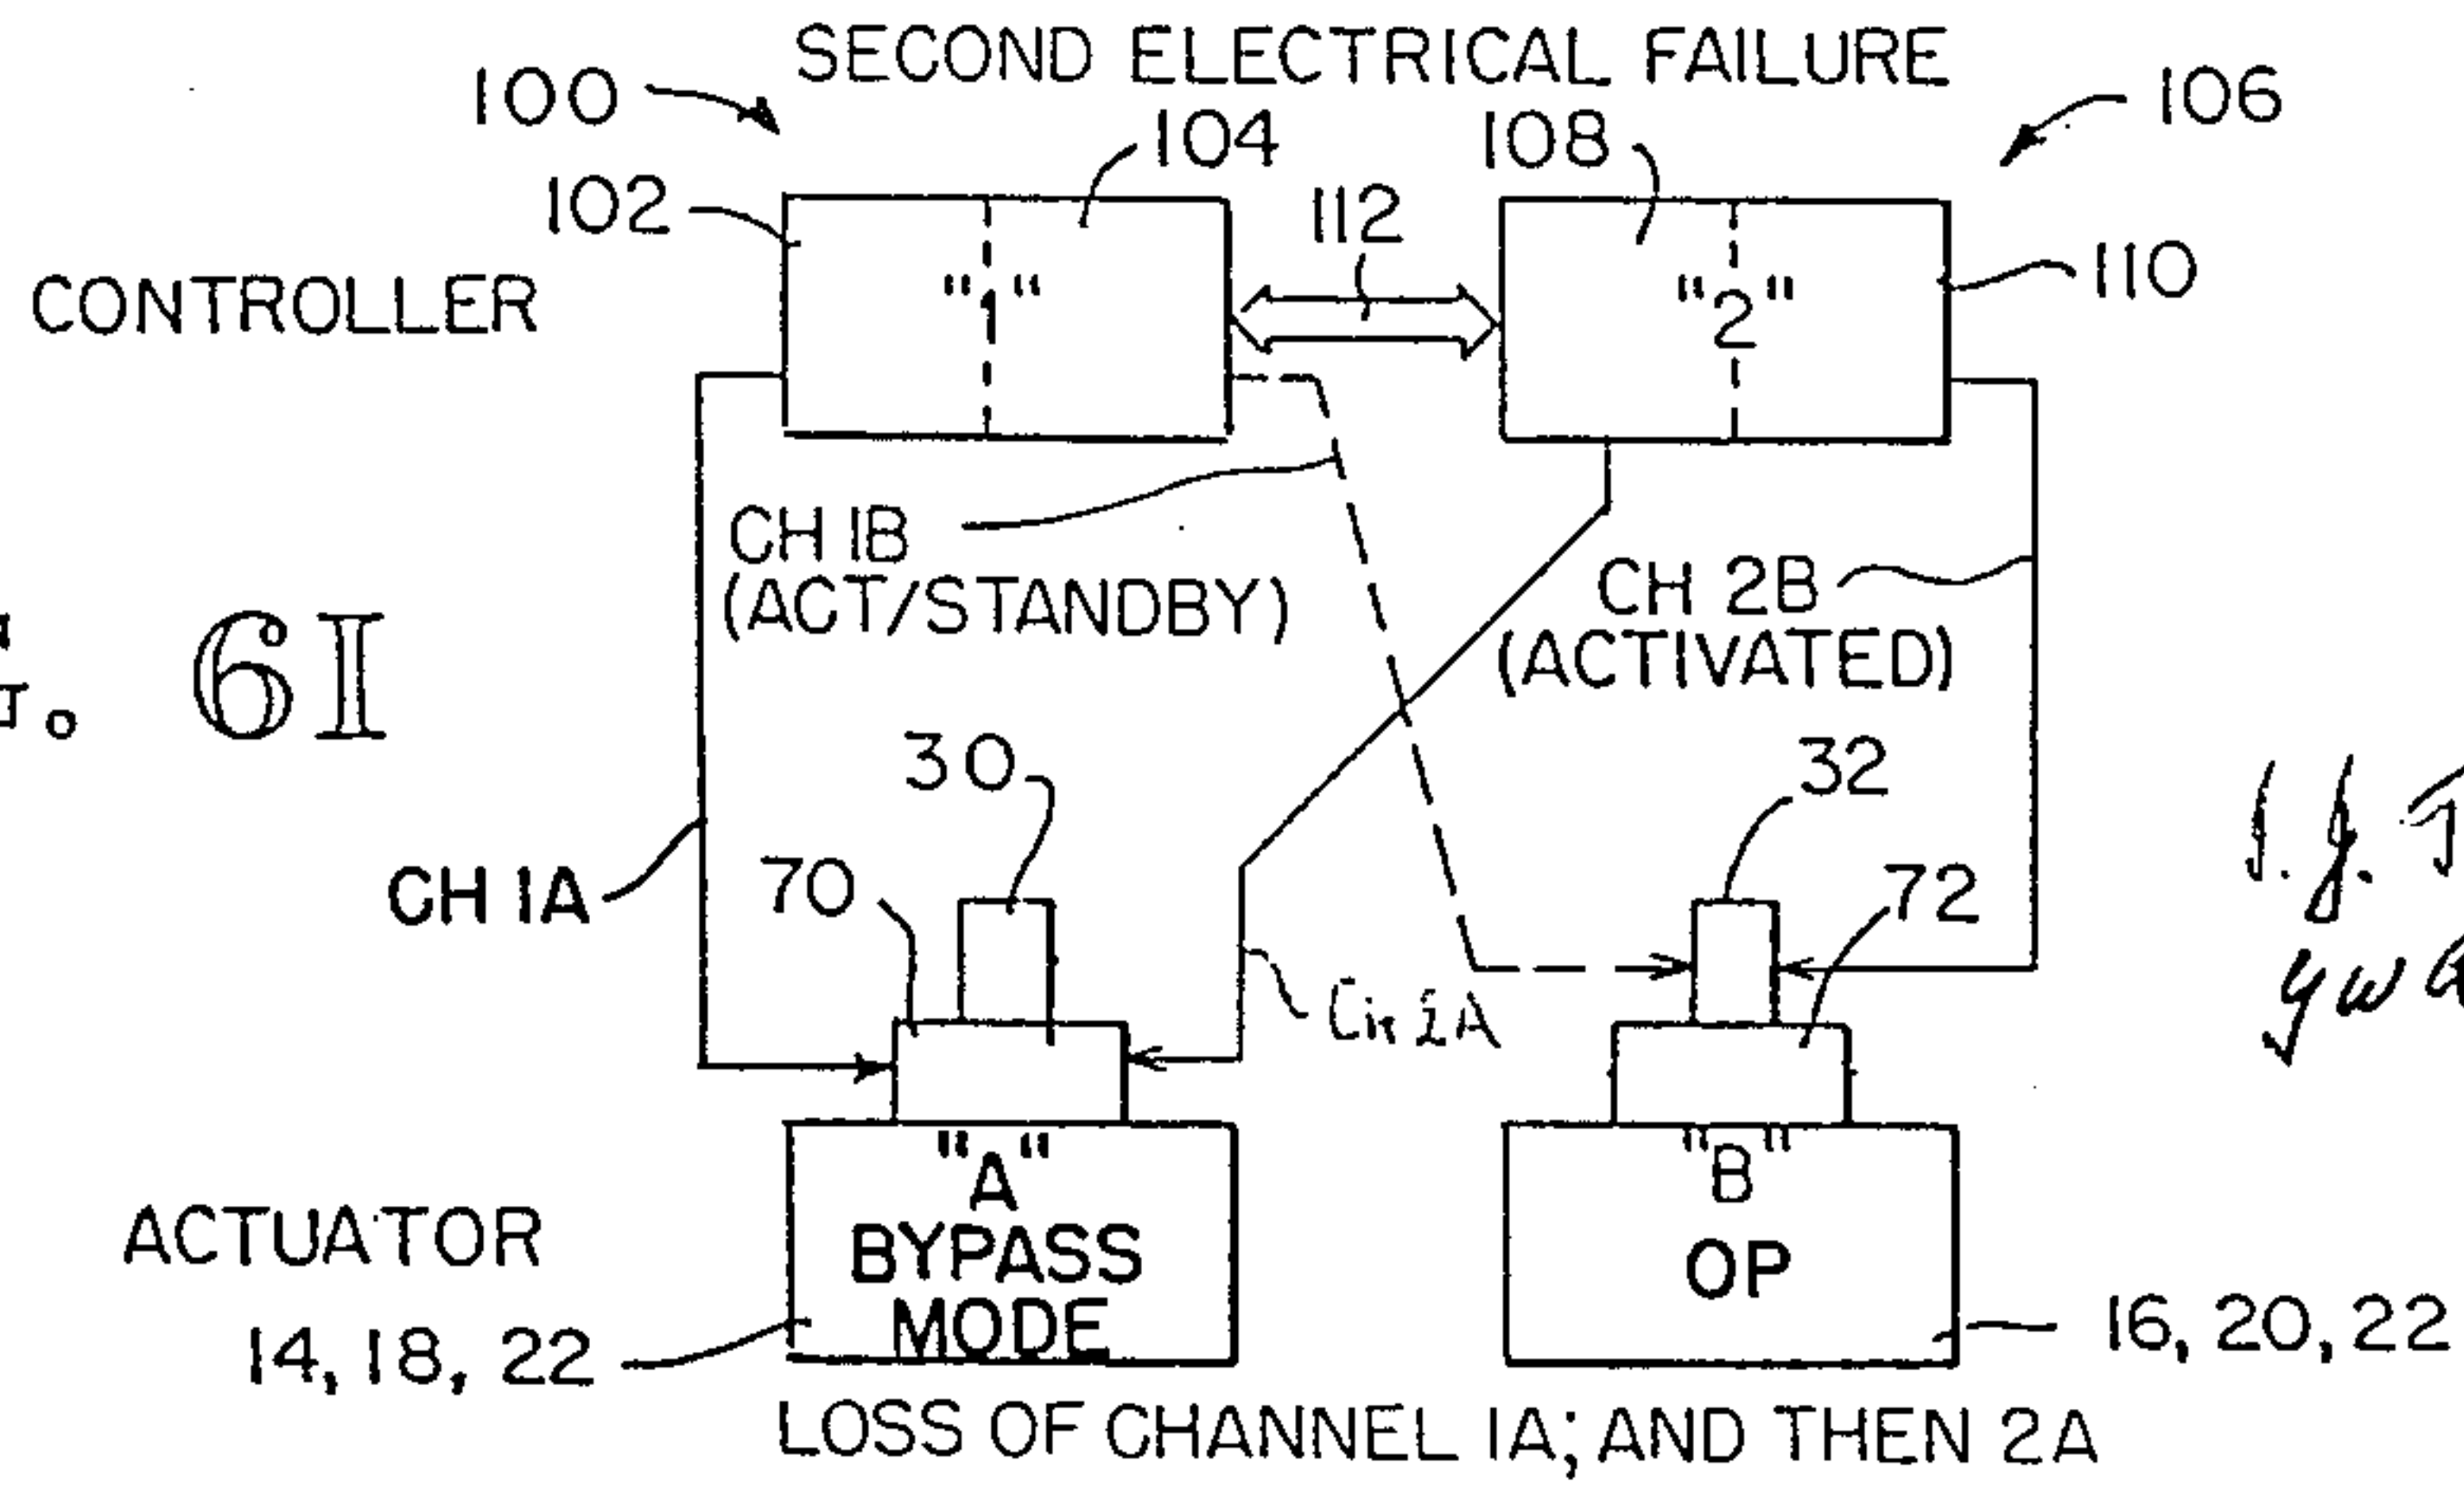 SECOND ELECTRICAL FAILURE
100
106
104
108
102
112
"1"
"2"
110
CONTROLLER
CH 1B
(ACT/STANDBY)
CH 2B
(ACTIVATED)
6I
30
32
CH 1A
70
72
CH 2A
"A"
BYPASS
MODE
"B"
OP
ACTUATOR
14, 18, 22
16, 20, 22
LOSS OF CHANNEL 1A; AND THEN 2A